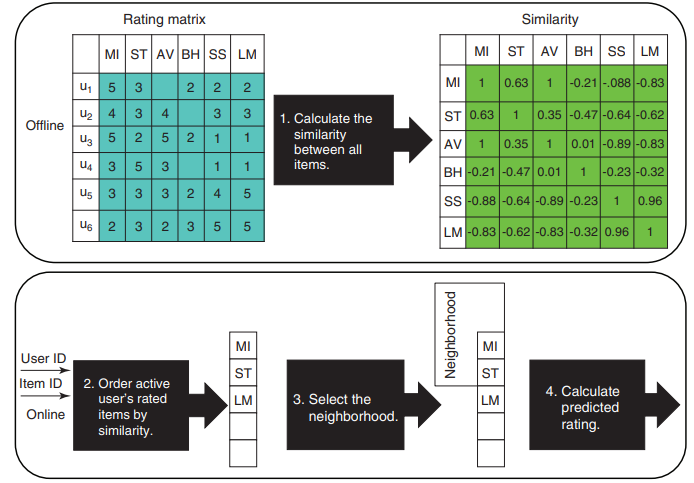 Rating matrix
MI ST AV BH SS LM
u1 5 3 2 2 2
u2 4 3 4 3 3
u3 5 2 5 2 1 1
u4 3 5 3 1 1
u5 3 3 3 2 4 5
u6 2 3 2 3 5 5
Offline
1. Calculate the
similarity
between all
items.
Similarity
MI ST AV BH SS LM
MI 1 0.63 1 -0.21 -.088 -0.83
ST 0.63 1 0.35 -0.47 -0.64 -0.62
AV 1 0.35 1 0.01 -0.89 -0.83
BH -0.21 -0.47 0.01 1 -0.23 -0.32
SS -0.88 -0.64 -0.89 -0.23 1 0.96
LM -0.83 -0.62 -0.83 -0.32 0.96 1
User ID
Item ID
Online
2. Order active
user's rated
items by
similarity.
MI
ST
LM
3. Select the
neighborhood.
Neighborhood
MI
ST
LM
4. Calculate
predicted
rating.